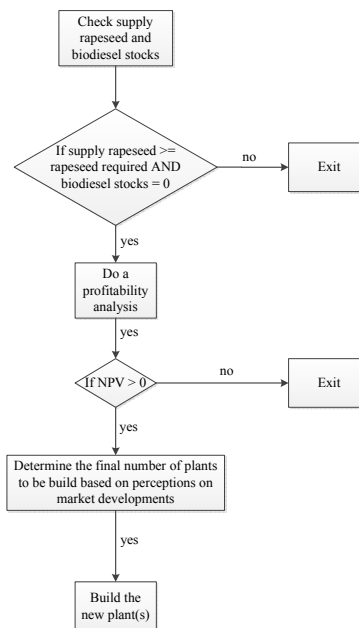 Check supply
rapeseed and
biodiesel stocks
If supply rapeseed >=
rapeseed required AND
biodiesel stocks = 0
no
Exit
yes
Do a
profitability
analysis
yes
If NPV > 0
no
Exit
yes
Determine the final number of plants
to be build based on perceptions on
market developments
yes
Build the
new plant(s)